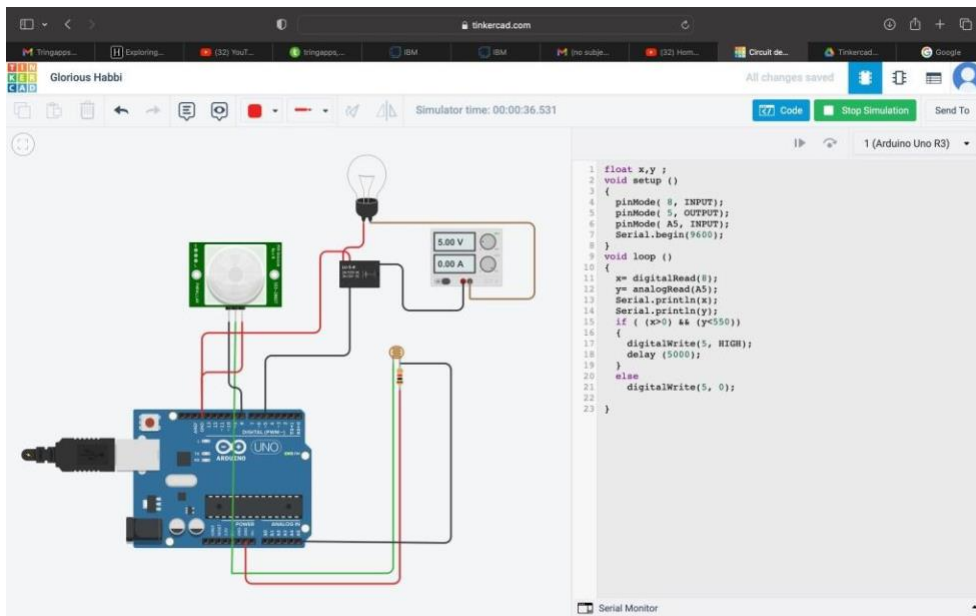 tinkercad.com
Tringapps...
Exploring...
(32) YouT...
tringapps,...
IBM
IBM
(no subje...
(32) Hom...
Circuit de...
Tinkercad...
Google
TIN
KER
CAD
Glorious Habbi
All changes saved
Simulator time: 00:00:36.531
Code
Stop Simulation
Send To
1 (Arduino Uno R3)
1 float x,y ;
2 void setup ()
3 {
4 pinMode( 8, INPUT);
5 pinMode( 5, OUTPUT);
6 pinMode( A5, INPUT);
7 Serial.begin(9600);
8 }
9 void loop ()
10 {
11 x= digitalRead(8);
12 y= analogRead(A5);
13 Serial.println(x);
14 Serial.println(y);
15 if ( (x>0) && (y<550))
16 {
17 digitalWrite(5, HIGH);
18 delay (5000);
19 }
20 else
21 digitalWrite(5, 0);
22
23 }
5.00 V
0.00 A
DIGITAL (PWM~)
UNO
ARDUINO
POWER
ANALOG IN
Serial Monitor